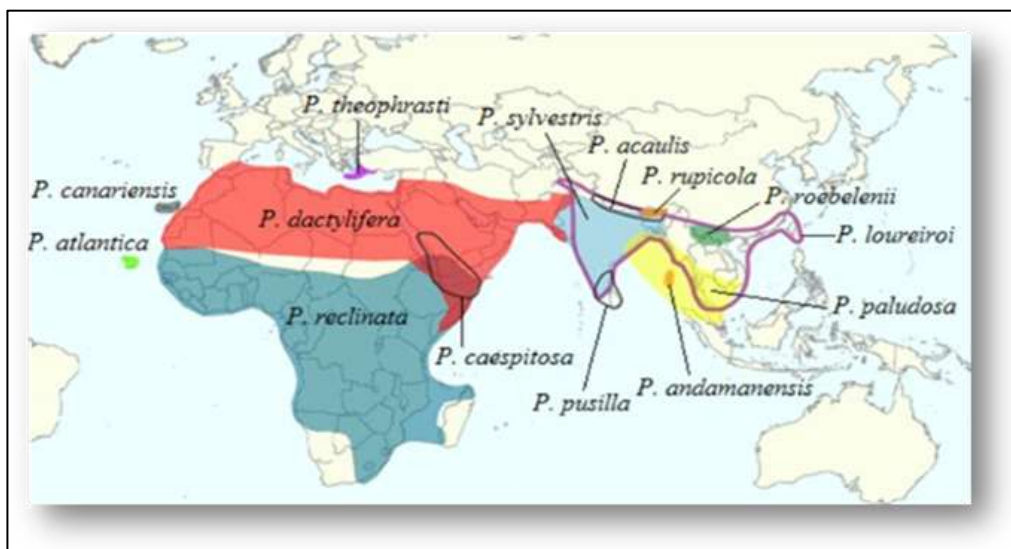 P. theophrasti
P. sylvestris
P. acaulis
P. rupicola
P. canariensis
P. roebelenii
P. dactylifera
P. atlantica
P. loureiroi
P. reclinata
P. paludosa
P. caespitosa
P. andamanensis
P. pusilla